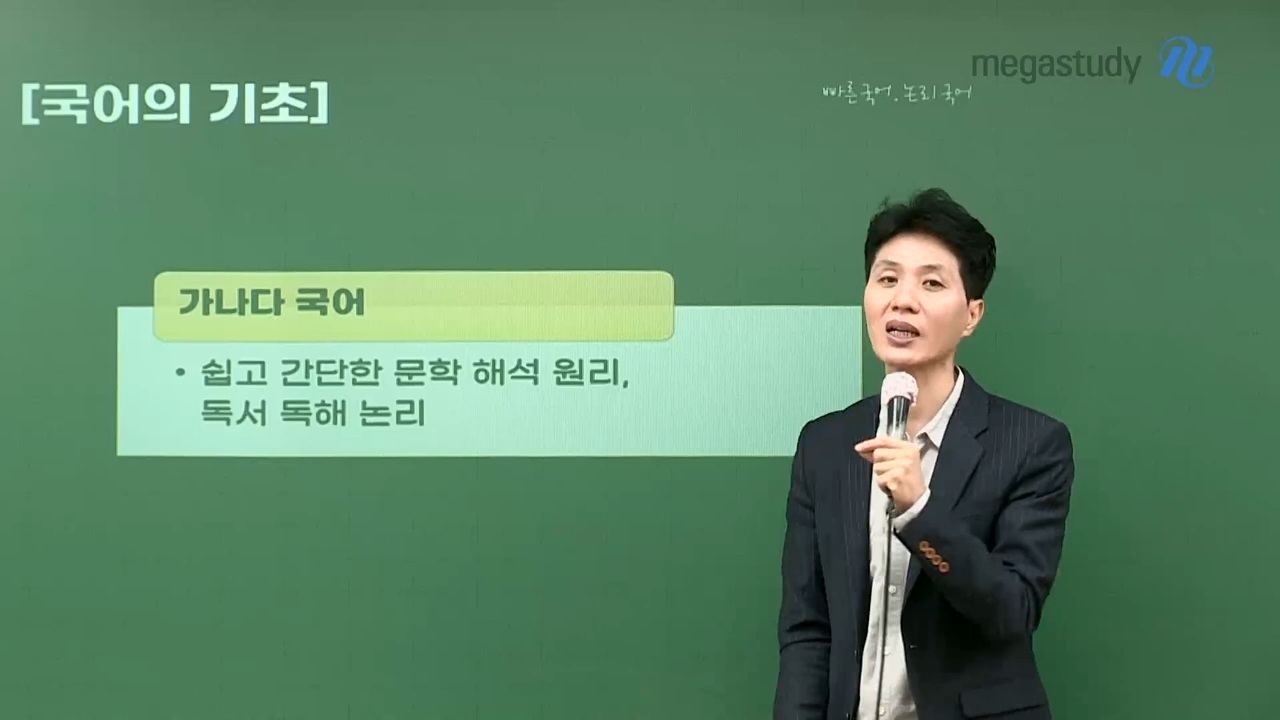 [국어의 기초]
빠른국어, 논리국어
megastudy
가나다 국어
• 쉽고 간단한 문학 해석 원리,
독서 독해 논리